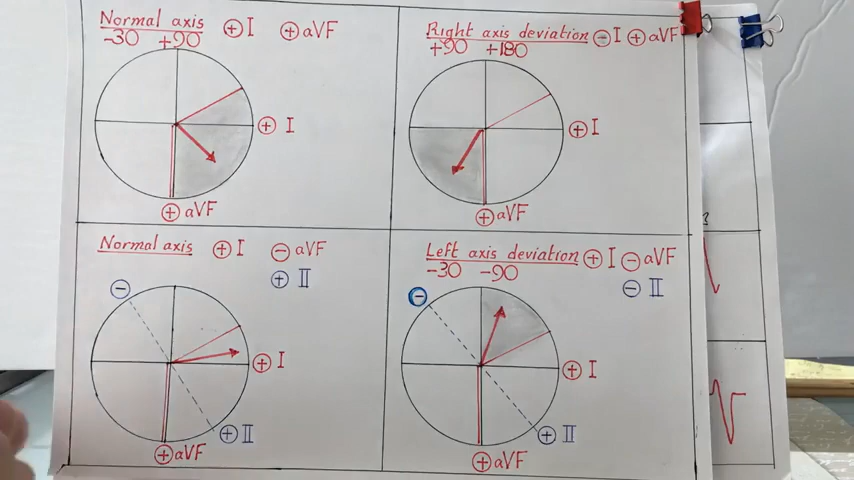 Normal axis ⊕ I ⊕ aVF
-30 +90
⊕ I
⊕ aVF
Right axis deviation ⊖ I ⊕ aVF
+90 +180
⊕ I
⊕ aVF
Normal axis ⊕ I ⊖ aVF
⊕ II
⊖
⊕ I
⊕ II
⊕ aVF
Left axis deviation ⊕ I ⊖ aVF
-30 -90
⊖ II
⊖
⊕ I
⊕ II
⊕ aVF